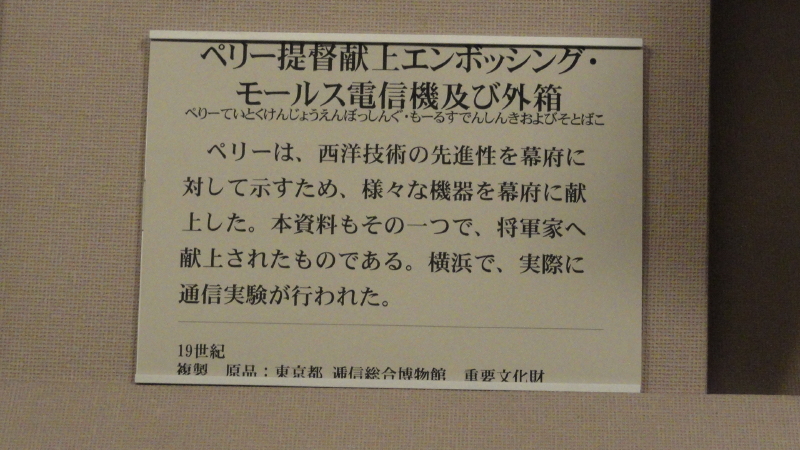 ペリー提督献上エンボッシング・
モールス電信機及び外箱
ぺりーていとくけんじょうえんぼっしんぐ・もーるすでんしんきおよびそとばこ
ペリーは、西洋技術の先進性を幕府に
対して示すため、様々な機器を幕府に献
上した。本資料もその一つで、将軍家へ
献上されたものである。横浜で、実際に
通信実験が行われた。
19世紀
複製　原品：東京都 逓信総合博物館　重要文化財